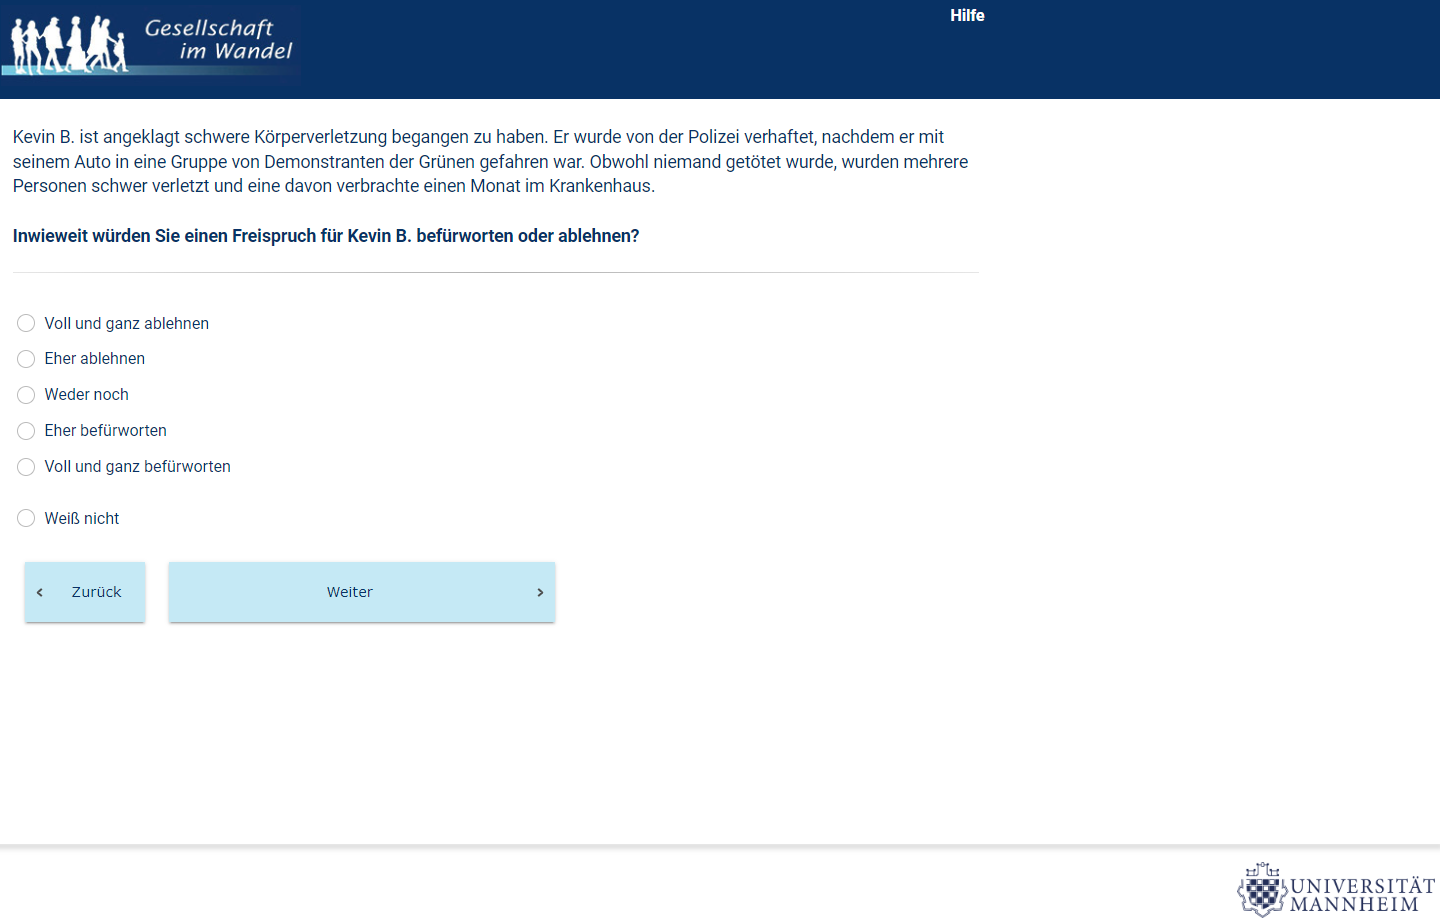 Gesellschaft
im Wandel
Hilfe
Kevin B. ist angeklagt schwere Körperverletzung begangen zu haben. Er wurde von der Polizei verhaftet, nachdem er mit
seinem Auto in eine Gruppe von Demonstranten der Grünen gefahren war. Obwohl niemand getötet wurde, wurden mehrere
Personen schwer verletzt und eine davon verbrachte einen Monat im Krankenhaus.
Inwieweit würden Sie einen Freispruch für Kevin B. befürworten oder ablehnen?
Voll und ganz ablehnen
Eher ablehnen
Weder noch
Eher befürworten
Voll und ganz befürworten
Weiß nicht
Zurück
Weiter
UNIVERSITÄT
MANNHEIM